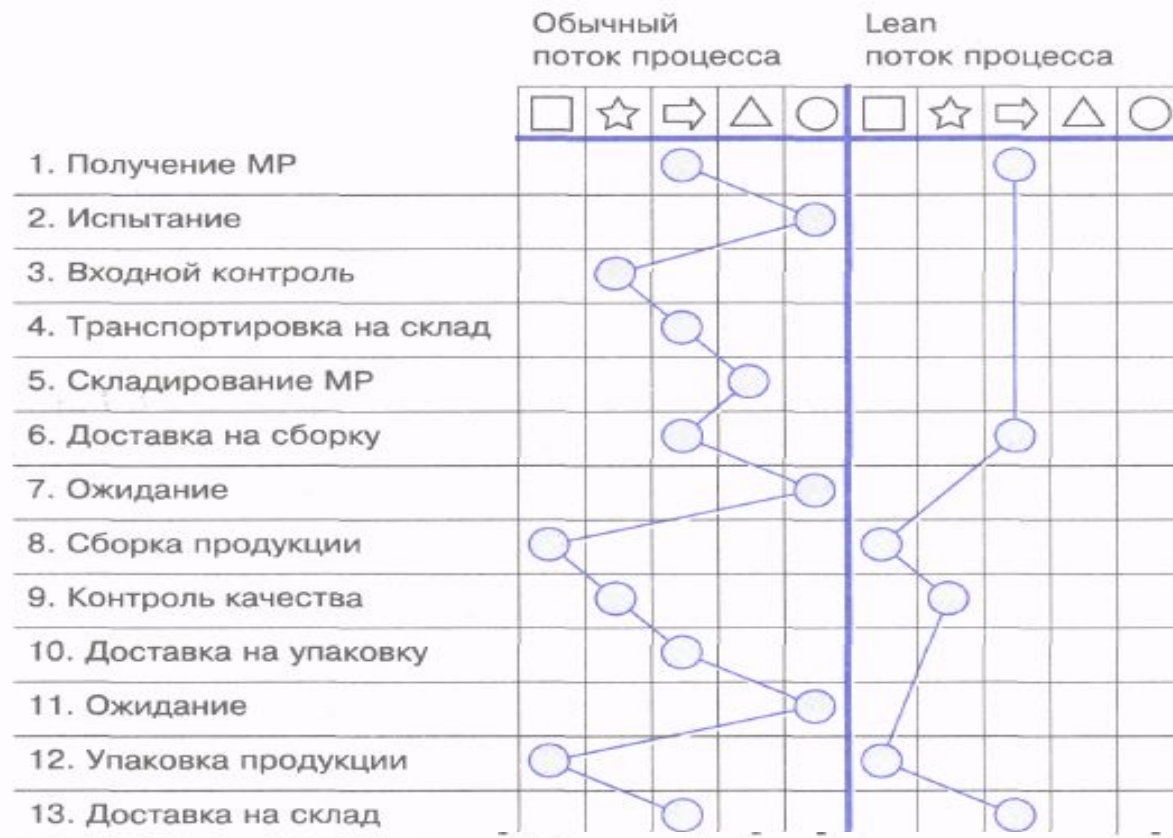 Обычный
поток процесса
Lean
поток процесса
1. Получение МР
2. Испытание
3. Входной контроль
4. Транспортировка на склад
5. Складирование МР
6. Доставка на сборку
7. Ожидание
8. Сборка продукции
9. Контроль качества
10. Доставка на упаковку
11. Ожидание
12. Упаковка продукции
13. Доставка на склад